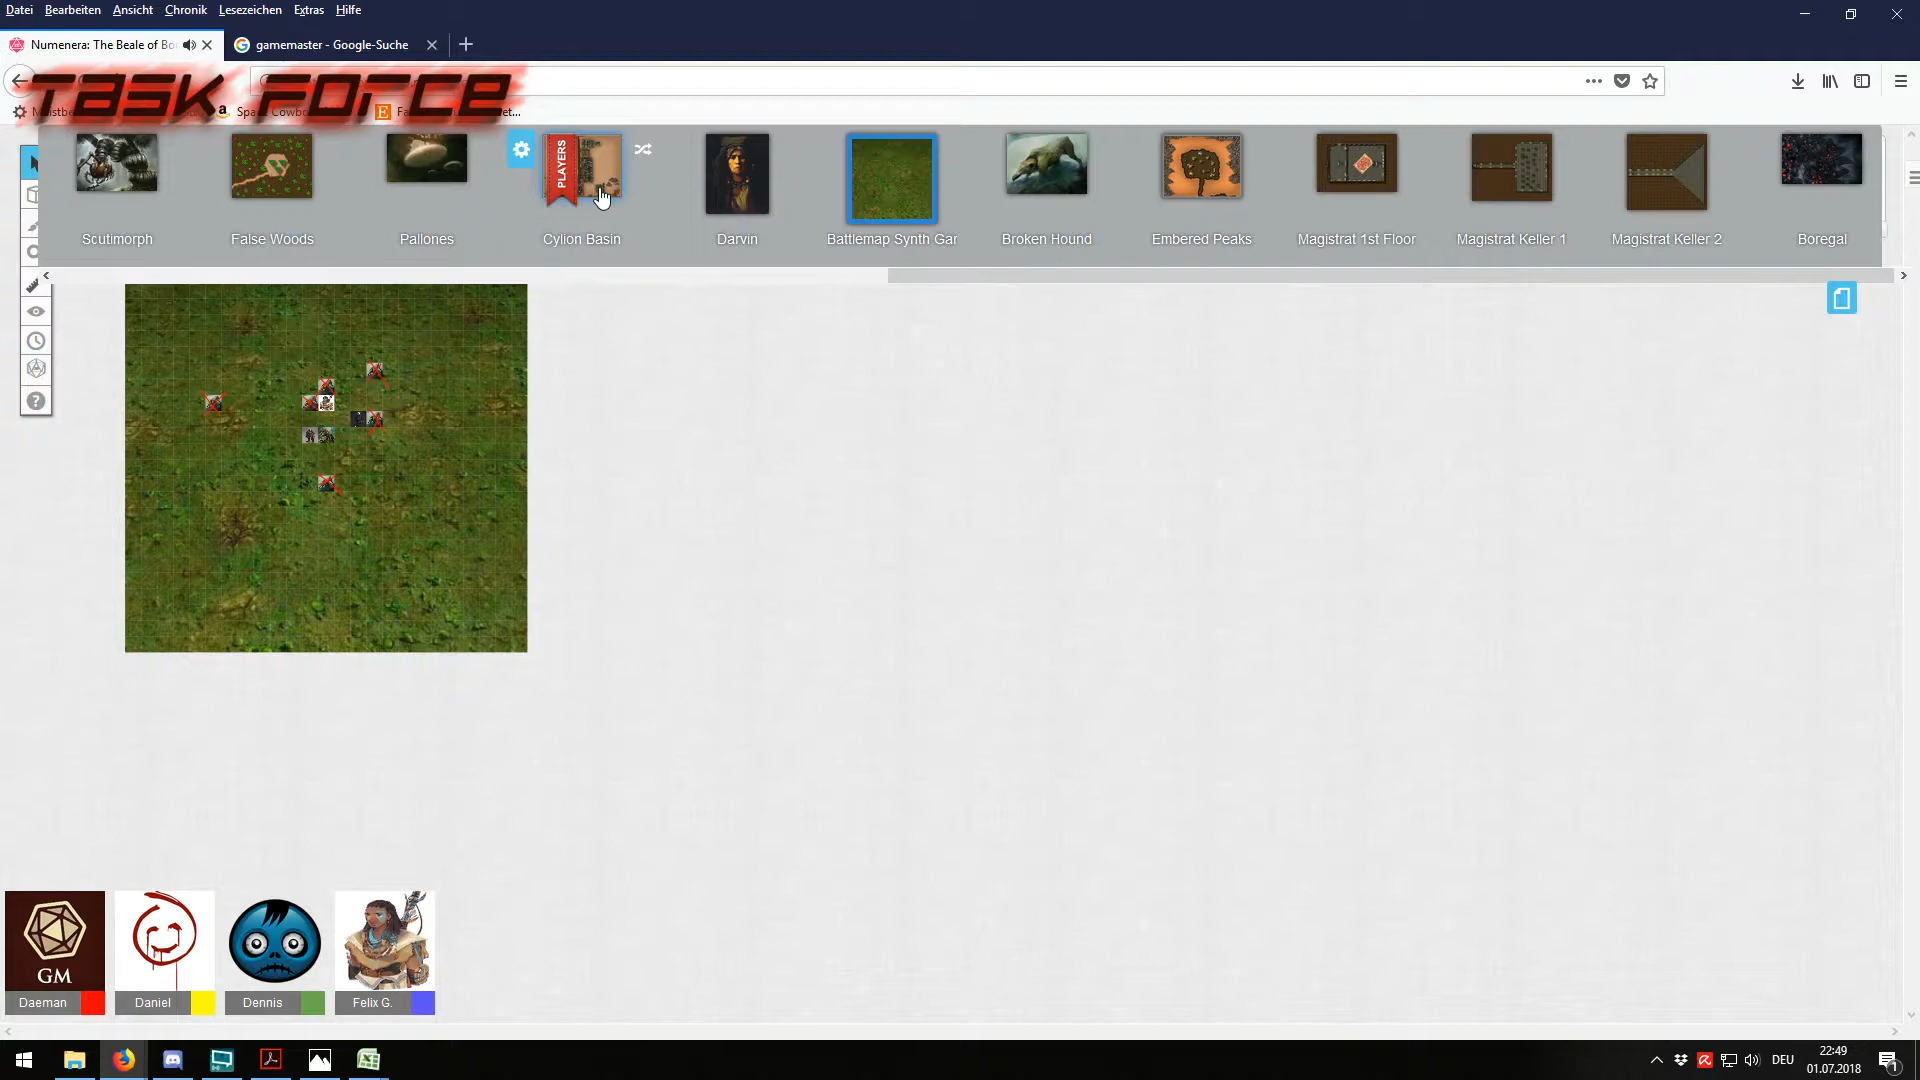 Datei Bearbeiten Ansicht Chronik Lesezeichen Extras Hilfe
Numenera: The Beale of Bo
gamemaster - Google-Suche
TASK FORCE
PLAYERS
Scutimorph
False Woods
Pallones
Cylion Basin
Darvin
Battlemap Synth Gar
Broken Hound
Embered Peaks
Magistrat 1st Floor
Magistrat Keller 1
Magistrat Keller 2
Boregal
GM
Daeman
Daniel
Dennis
Felix G.
DEU
22:49
01.07.2018
1